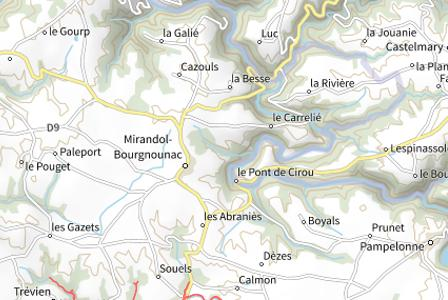 le Gourp
la Galié
Luc
la Jouanie
Castelmary
Cazouls
la Besse
la Rivière
la Plan
Fa
D9
le Carrelié
Mirandol-
Bourgnounac
Paleport
le Pouget
Lespinassol
le Pont de Cirou
le Bou
les Abraniès
Boyals
les Gazets
Prunet
Pampelonne
Dèzes
Souels
Calmon
Trévien